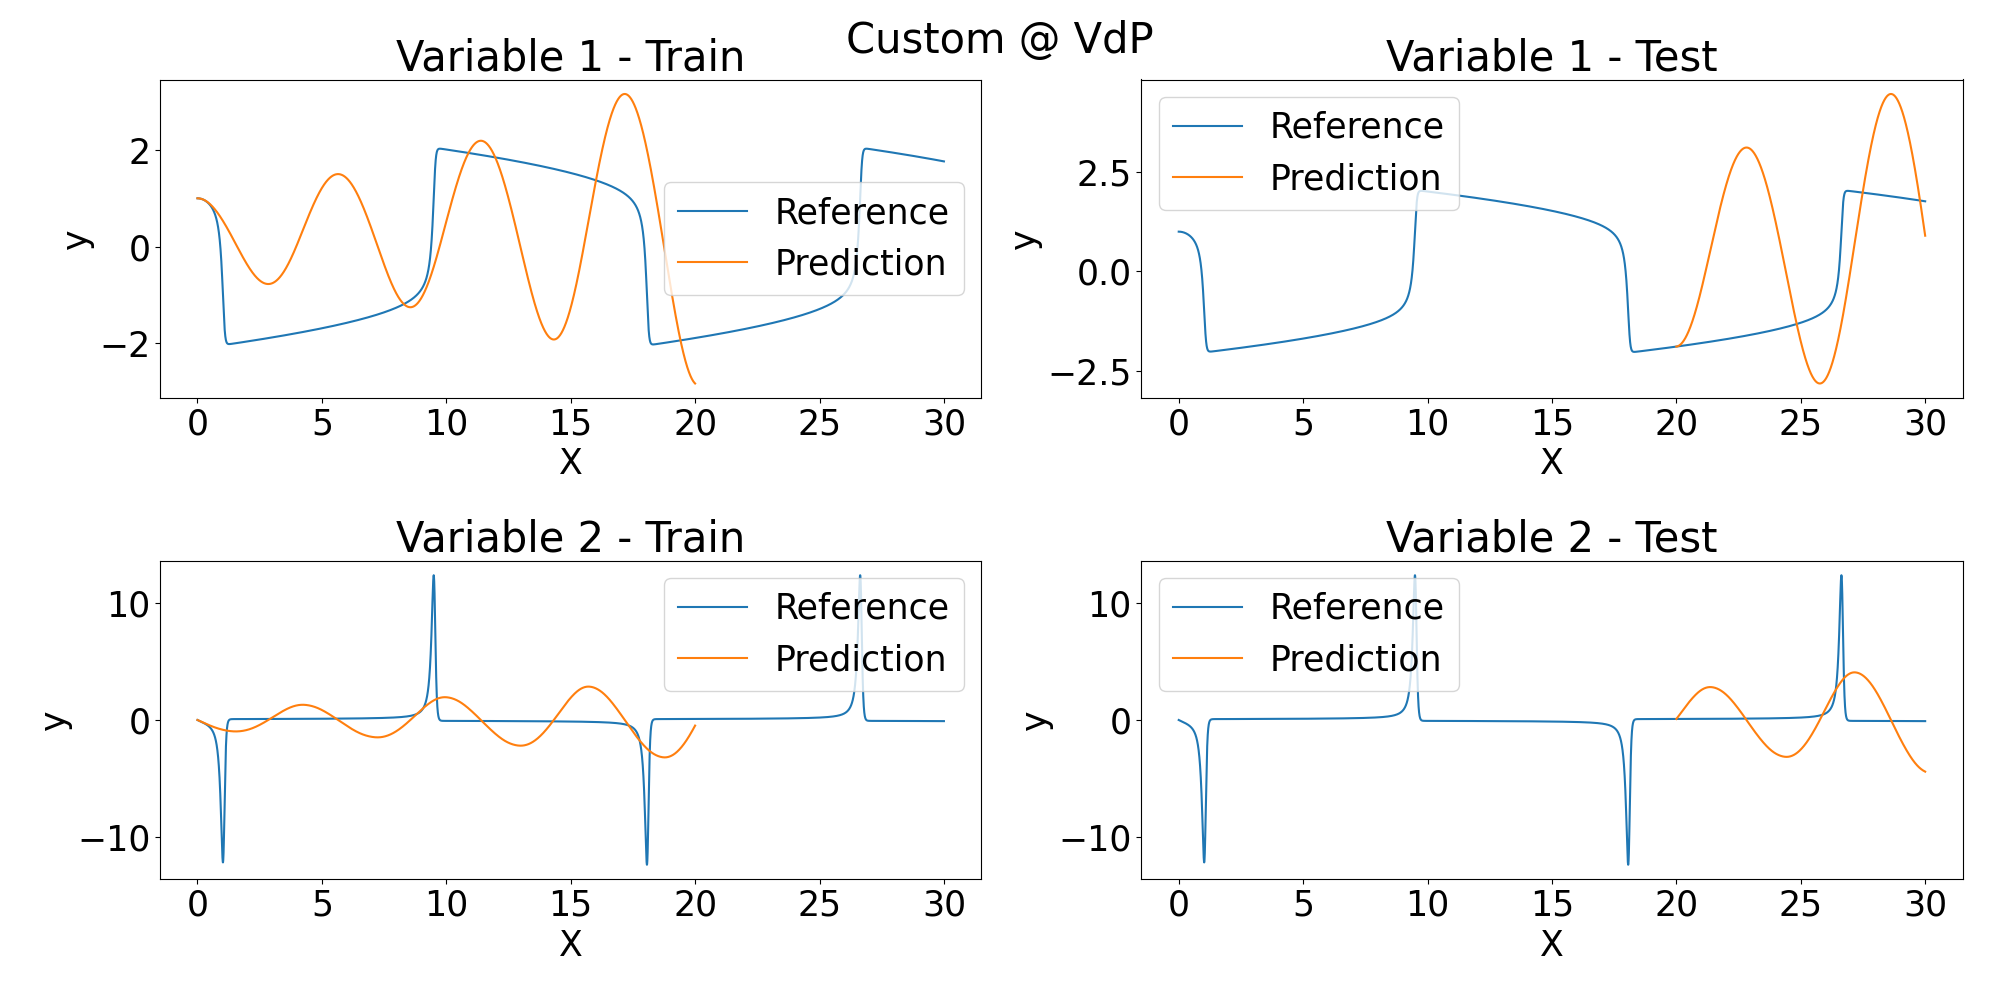 Custom @ VdP
Variable 1 - Train
Variable 1 - Test
2
0
−2
y
Reference
Prediction
0 5 10 15 20 25 30
X
2.5
0.0
−2.5
y
Reference
Prediction
0 5 10 15 20 25 30
X
Variable 2 - Train
Variable 2 - Test
10
0
−10
y
Reference
Prediction
0 5 10 15 20 25 30
X
10
0
−10
y
Reference
Prediction
0 5 10 15 20 25 30
X